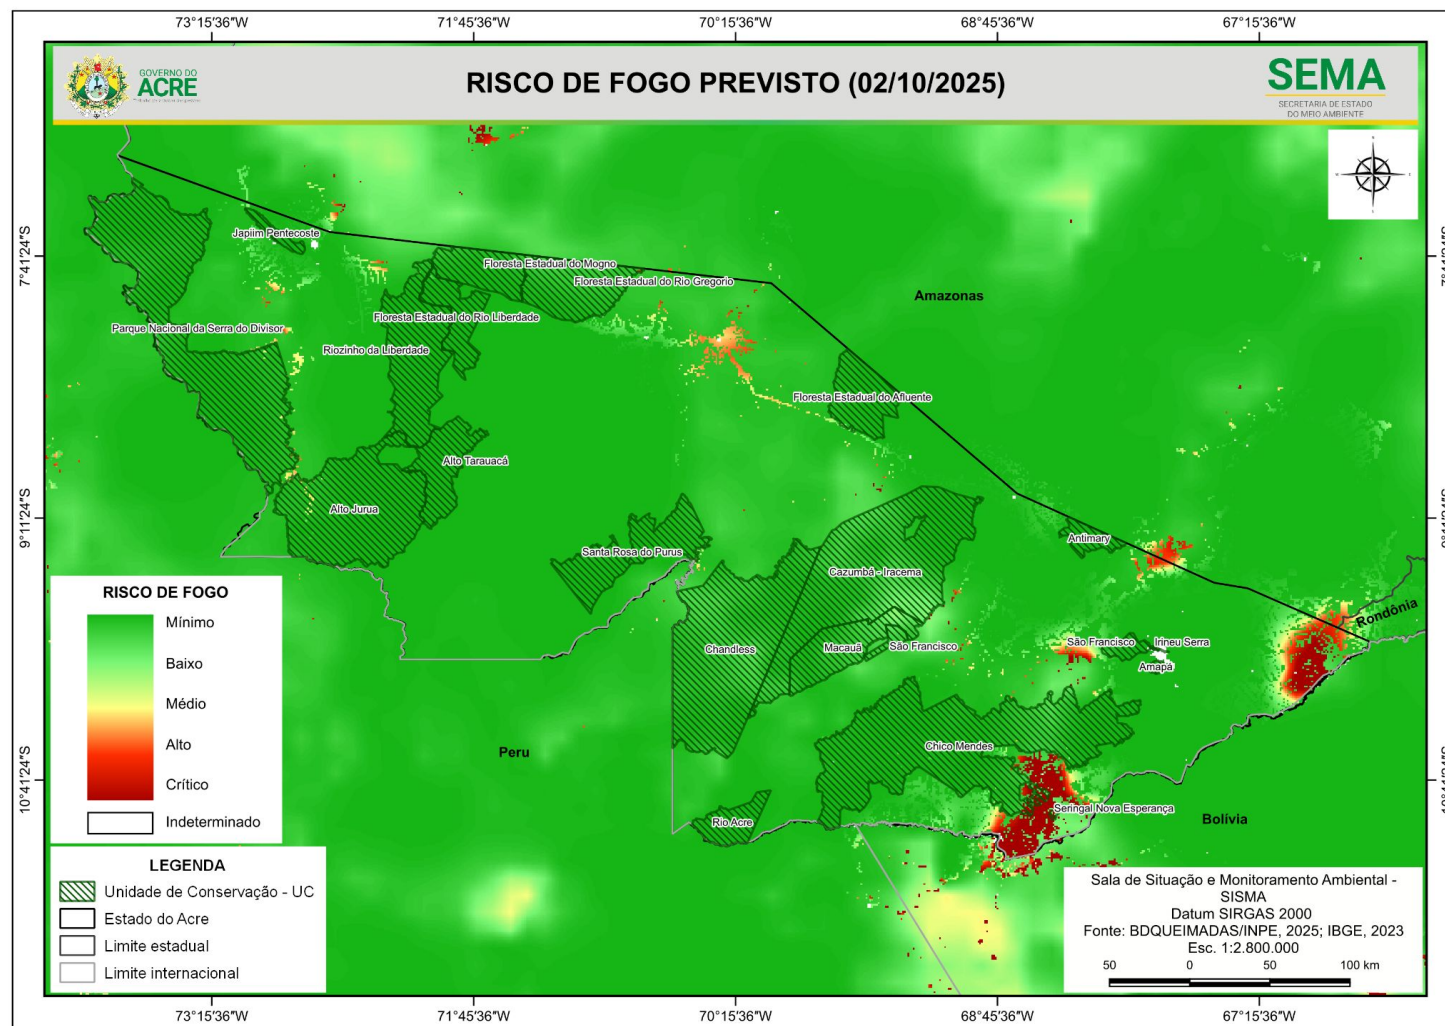 73°15'36"W
71°45'36"W
70°15'36"W
68°45'36"W
67°15'36"W
GOVERNO DO
ACRE
RISCO DE FOGO PREVISTO (02/10/2025)
SEMA
SECRETARIA DE ESTADO
DO MEIO AMBIENTE
Japiim Pentecoste
7°41'24"S
Floresta Estadual do Mogno
Floresta Estadual do Rio Gregorio
Amazonas
Floresta Estadual do Rio Liberdade
Parque Nacional da Serra do Divisor
Riozinho da Liberdade
Floresta Estadual do Afluente
Alto Tarauacá
Alto Jurua
9°11'24"S
Antimary
Santa Rosa do Purus
Cazumbá - Iracema
Rondônia
Chandless
Macauã
São Francisco
São Francisco
Irineu Serra
Amapá
Peru
Chico Mendes
10°41'24"S
Seringal Nova Esperança
Rio Acre
Bolívia
RISCO DE FOGO
Mínimo
Baixo
Médio
Alto
Crítico
Indeterminado
LEGENDA
Unidade de Conservação - UC
Estado do Acre
Limite estadual
Limite internacional
Sala de Situação e Monitoramento Ambiental -
SISMA
Datum SIRGAS 2000
Fonte: BDQUEIMADAS/INPE, 2025; IBGE, 2023
Esc. 1:2.800.000
50 0 50 100 km
73°15'36"W
71°45'36"W
70°15'36"W
68°45'36"W
67°15'36"W